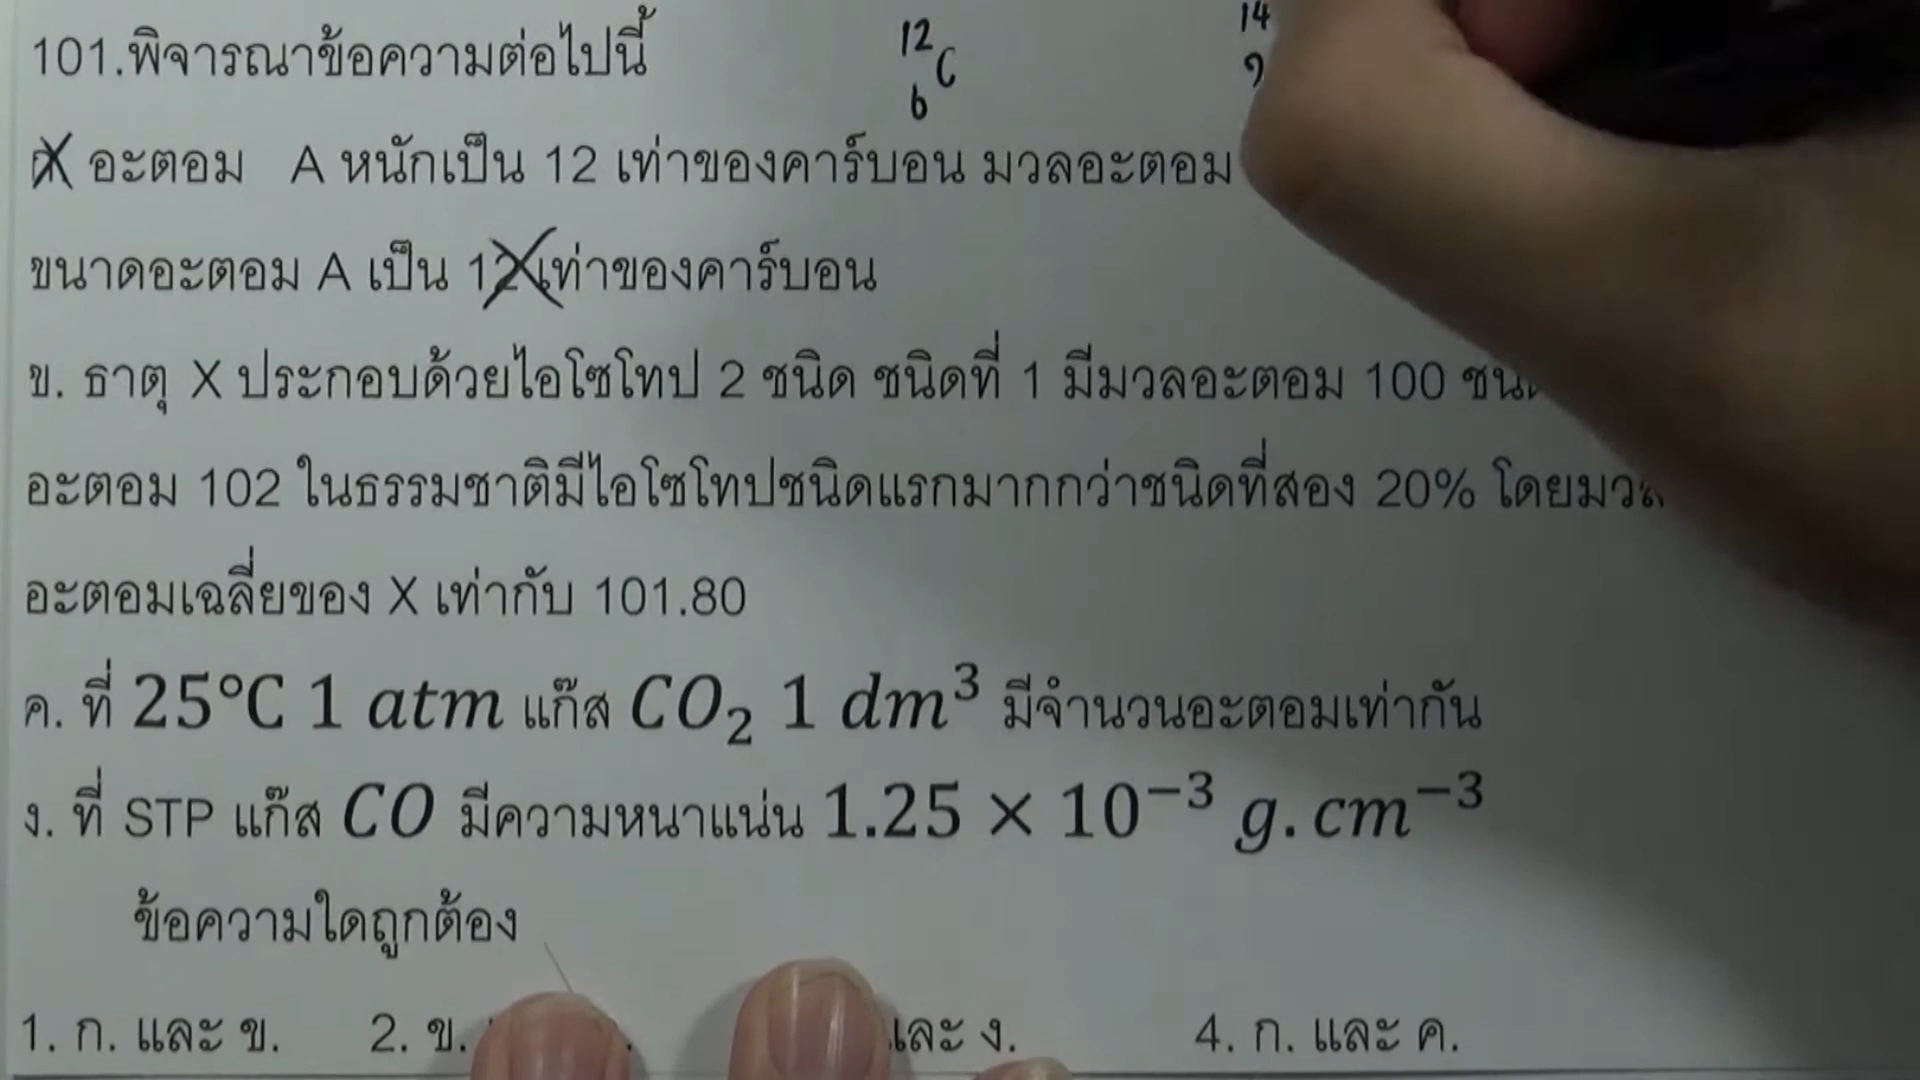 101.พิจารณาข้อความต่อไปนี้
12
6
C
14
อะตอม A หนักเป็น 12 เท่าของคาร์บอน มวลอะตอม
ขนาดอะตอม A เป็น 12 เท่าของคาร์บอน
ข. ธาตุ X ประกอบด้วยไอโซโทป 2 ชนิด ชนิดที่ 1 มีมวลอะตอม 100
อะตอม 102 ในธรรมชาติมีไอโซโทปชนิดแรกมากกว่าชนิดที่สอง 20% โดยมวล
อะตอมเฉลี่ยของ X เท่ากับ 101.80
ค. ที่ 25°C 1 atm แก๊ส CO₂ 1 dm³ มีจำนวนอะตอมเท่ากัน
ง. ที่ STP แก๊ส CO มีความหนาแน่น 1.25 × 10⁻³ g.cm⁻³
ข้อความใดถูกต้อง
1. ก. และ ข. 2. ข. และ ง. 4. ก. และ ค.